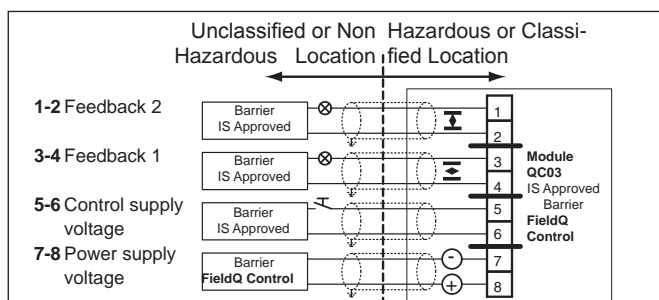 Unclassified or Non Hazardous or Classi-
Hazardous Location fied Location
1-2 Feedback 2
Barrier
IS Approved
1
2
3-4 Feedback 1
Barrier
IS Approved
3
4
5-6 Control supply
voltage
Barrier
IS Approved
5
6
7-8 Power supply
voltage
Barrier
FieldQ Control
-
+
7
8
Module
QC03
IS Approved
Barrier
FieldQ
Control